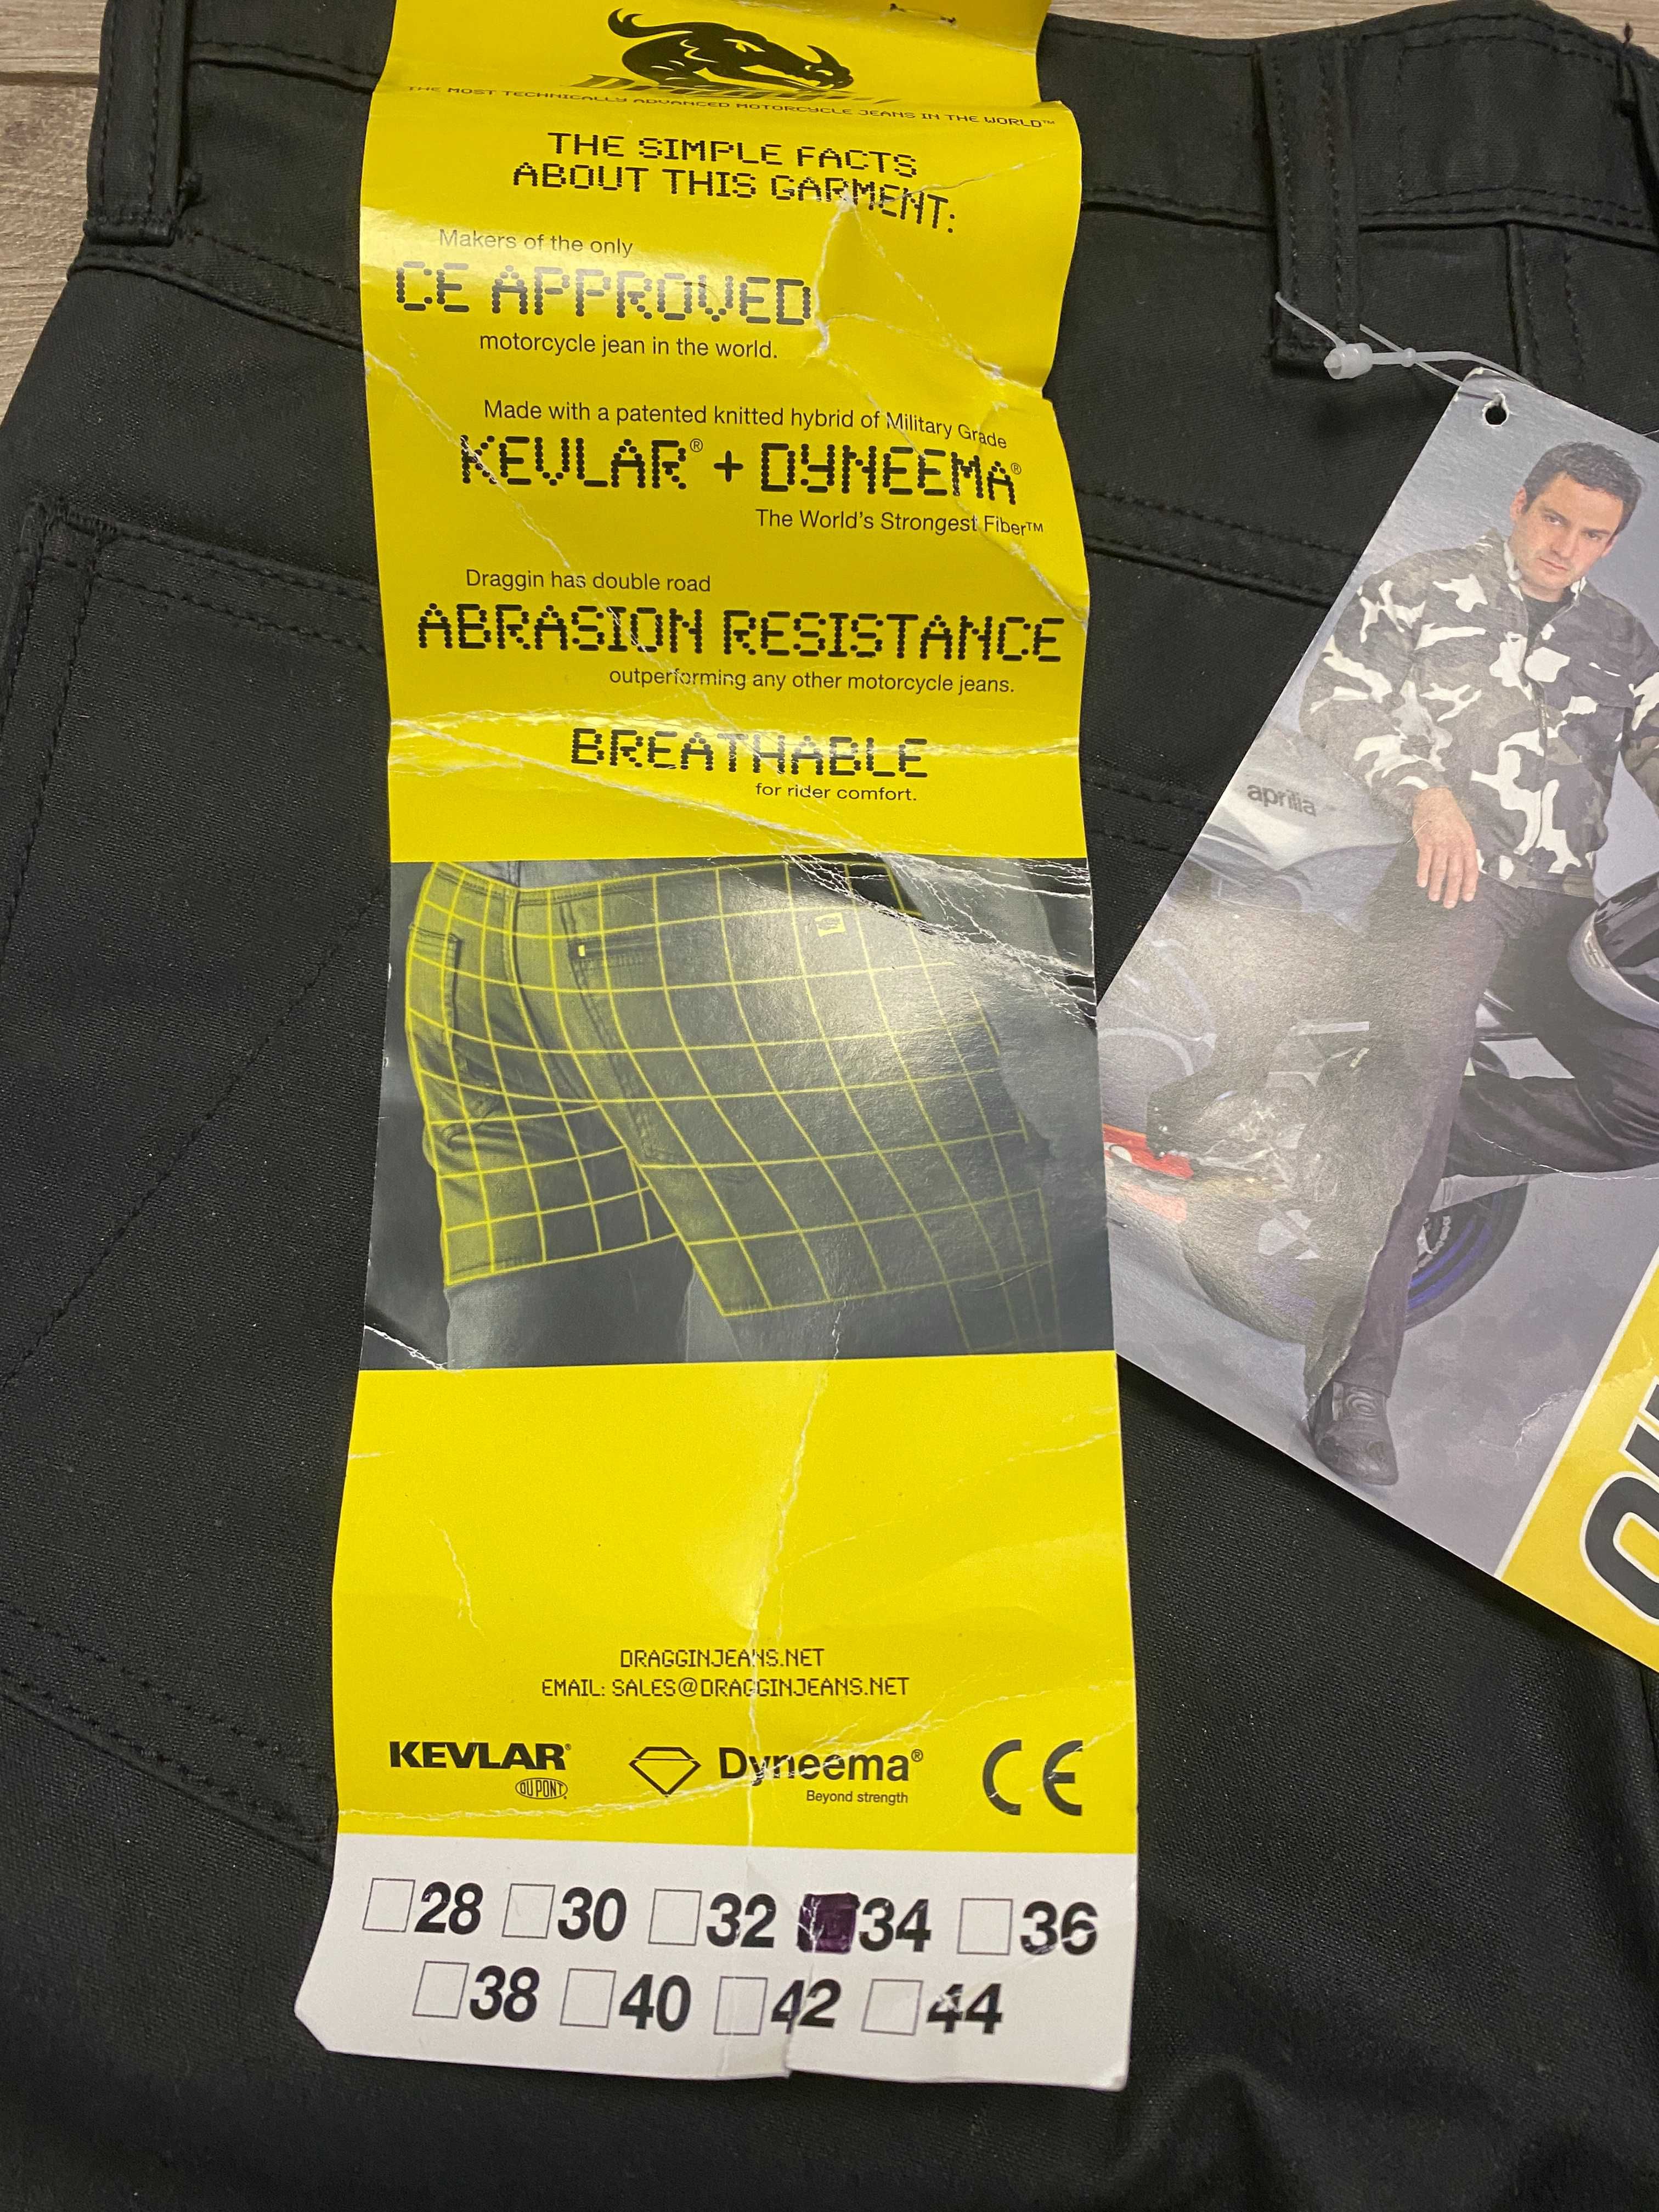 THE MOST TECHNICALLY ADVANCED MOTORCYCLE JEANS IN THE WORLD™
THE SIMPLE FACTS
ABOUT THIS GARMENT:
Makers of the only
CE APPROVED
motorcycle jean in the world.
Made with a patented knitted hybrid of Military Grade
KEVLAR® + DYNEEMA®
The World's Strongest Fiber™
Draggin has double road
ABRASION RESISTANCE
outperforming any other motorcycle jeans.
BREATHABLE
for rider comfort.
DRAGGINJEANS.NET
EMAIL: SALES@DRAGGINJEANS.NET
KEVLAR®
DUPONT
Dyneema®
Beyond strength
CE
28 30 32 34 36
38 40 42 44
aprilia